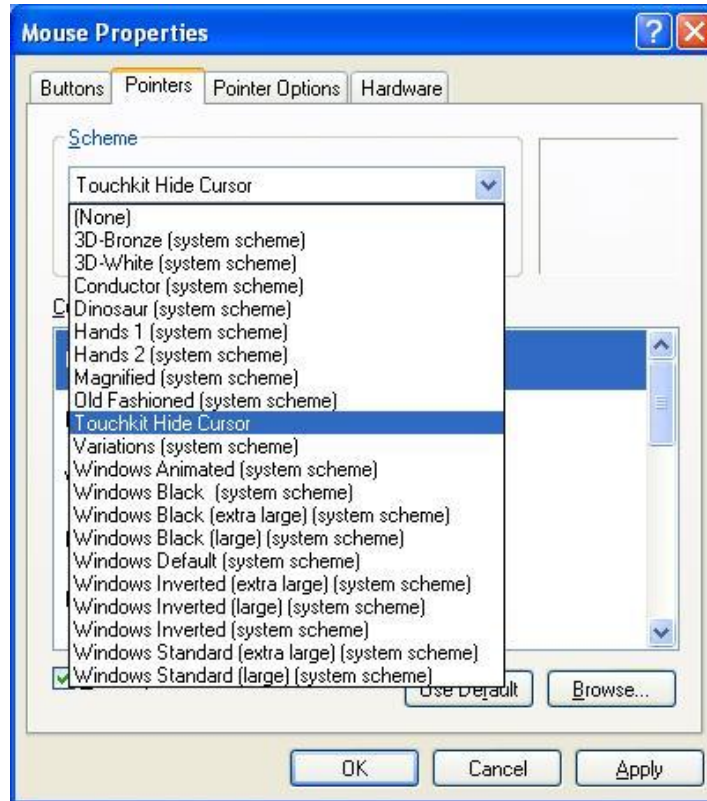 Mouse Properties
Buttons Pointers Pointer Options Hardware
Scheme
Touchkit Hide Cursor
(None)
3D-Bronze (system scheme)
3D-White (system scheme)
Conductor (system scheme)
Dinosaur (system scheme)
Hands 1 (system scheme)
Hands 2 (system scheme)
Magnified (system scheme)
Old Fashioned (system scheme)
Touchkit Hide Cursor
Variations (system scheme)
Windows Animated (system scheme)
Windows Black (system scheme)
Windows Black (extra large) (system scheme)
Windows Black (large) (system scheme)
Windows Default (system scheme)
Windows Inverted (extra large) (system scheme)
Windows Inverted (large) (system scheme)
Windows Inverted (system scheme)
Windows Standard (extra large) (system scheme)
Windows Standard (large) (system scheme)
Use Default Browse...
OK Cancel Apply